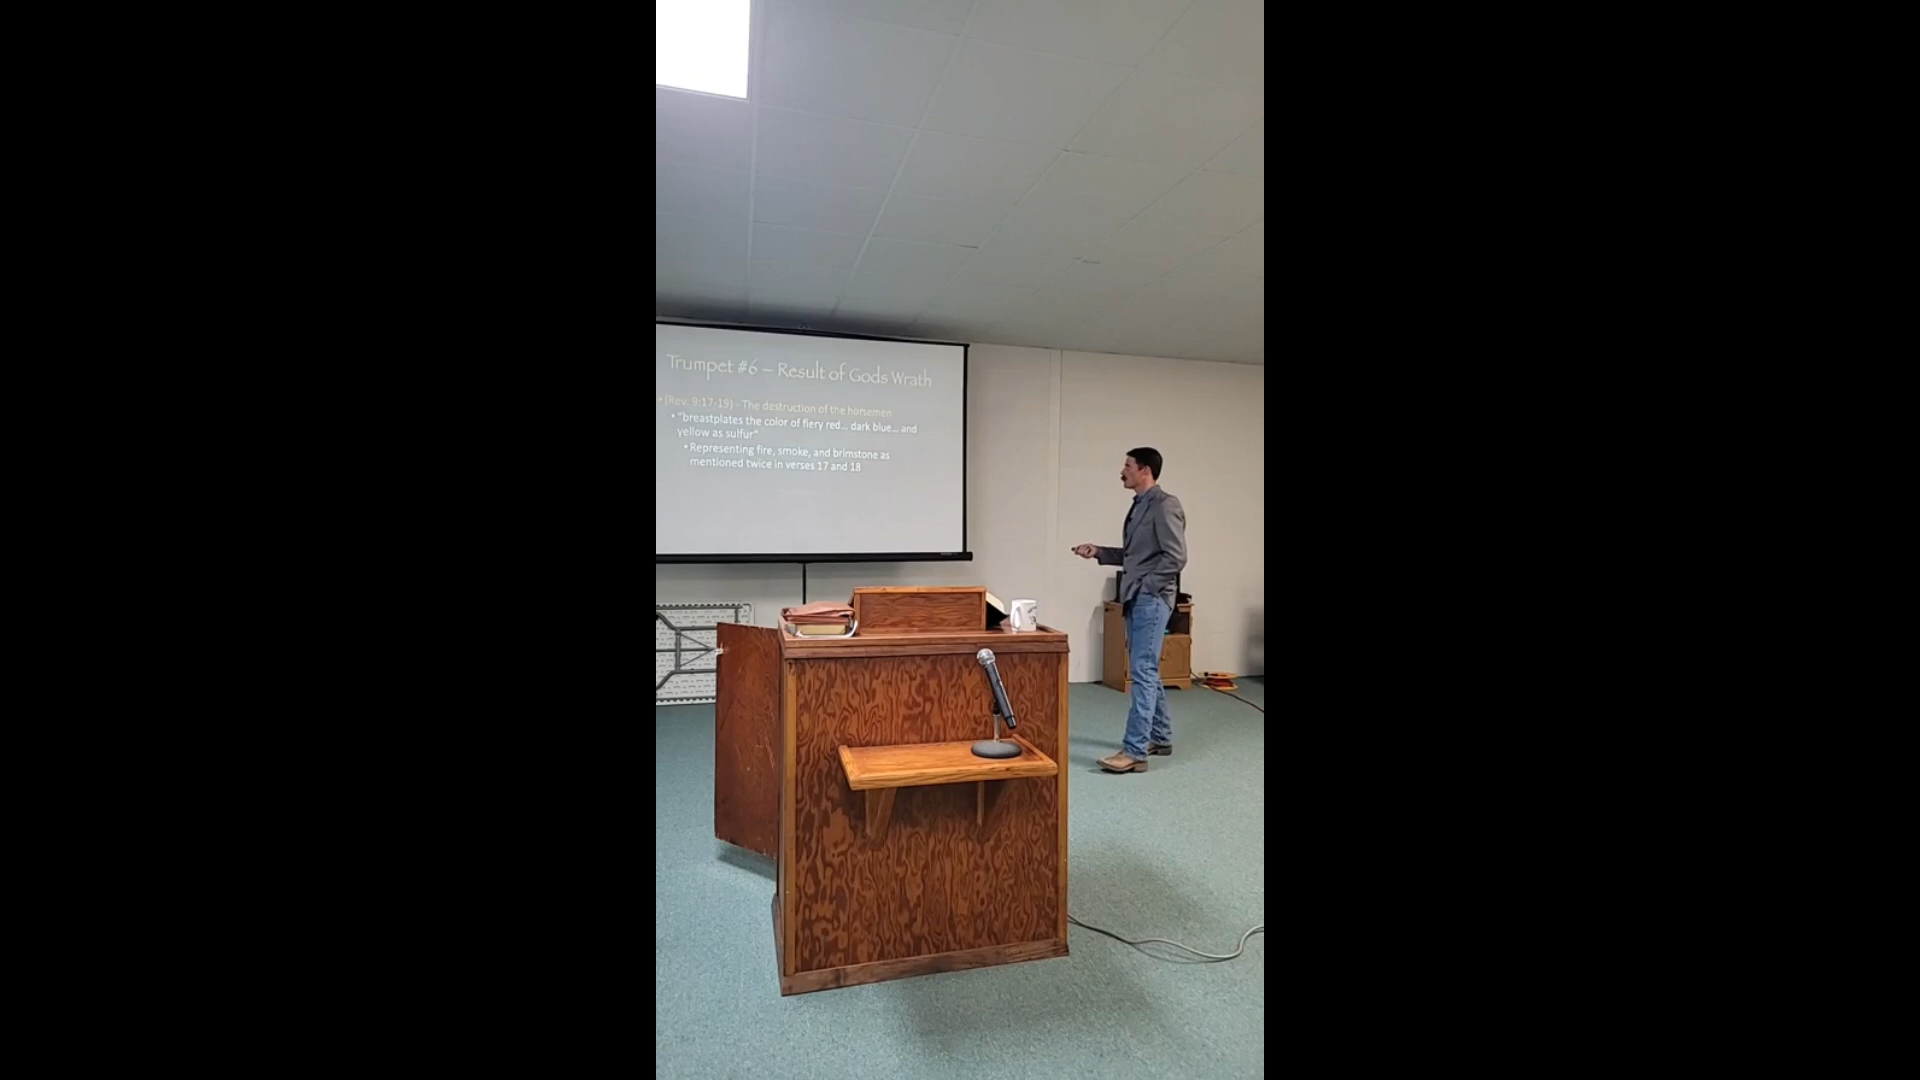 Trumpet #6 – Result of Gods Wrath
• (Rev. 9:17-19) - The destruction of the horsemen
• "breastplates the color of fiery red... dark blue... and
yellow as sulfur"
• Representing fire, smoke, and brimstone as
mentioned twice in verses 17 and 18